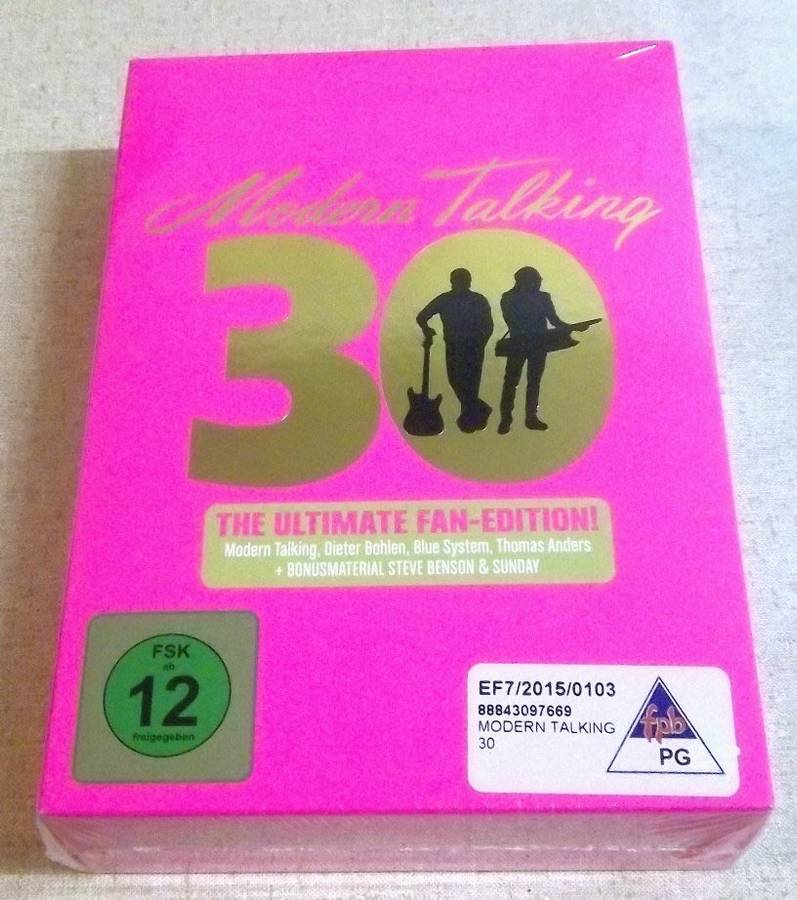 Modern Talking
30
THE ULTIMATE FAN-EDITION!
Modern Talking, Dieter Bohlen, Blue System, Thomas Anders
+ BONUSMATERIAL STEVE BENSON & SUNDAY
FSK
ab
12
freigegeben
EF7/2015/0103
88843097669
MODERN TALKING
30
fpb
PG